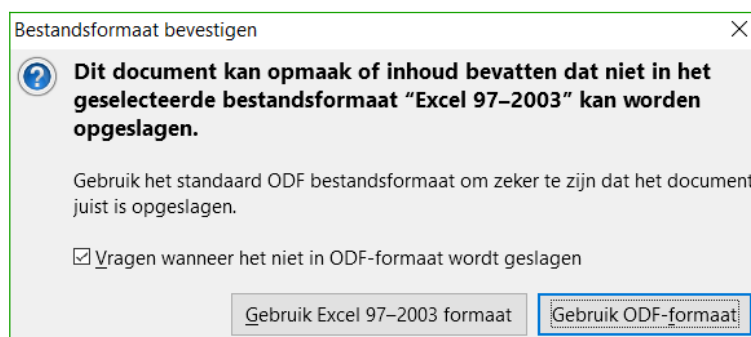 Bestandsformaat bevestigen
Dit document kan opmaak of inhoud bevatten dat niet in het
geselecteerde bestandsformaat “Excel 97–2003” kan worden
opgeslagen.
Gebruik het standaard ODF bestandsformaat om zeker te zijn dat het document
juist is opgeslagen.
Vragen wanneer het niet in ODF-formaat wordt geslagen
Gebruik Excel 97–2003 formaat
Gebruik ODF-formaat